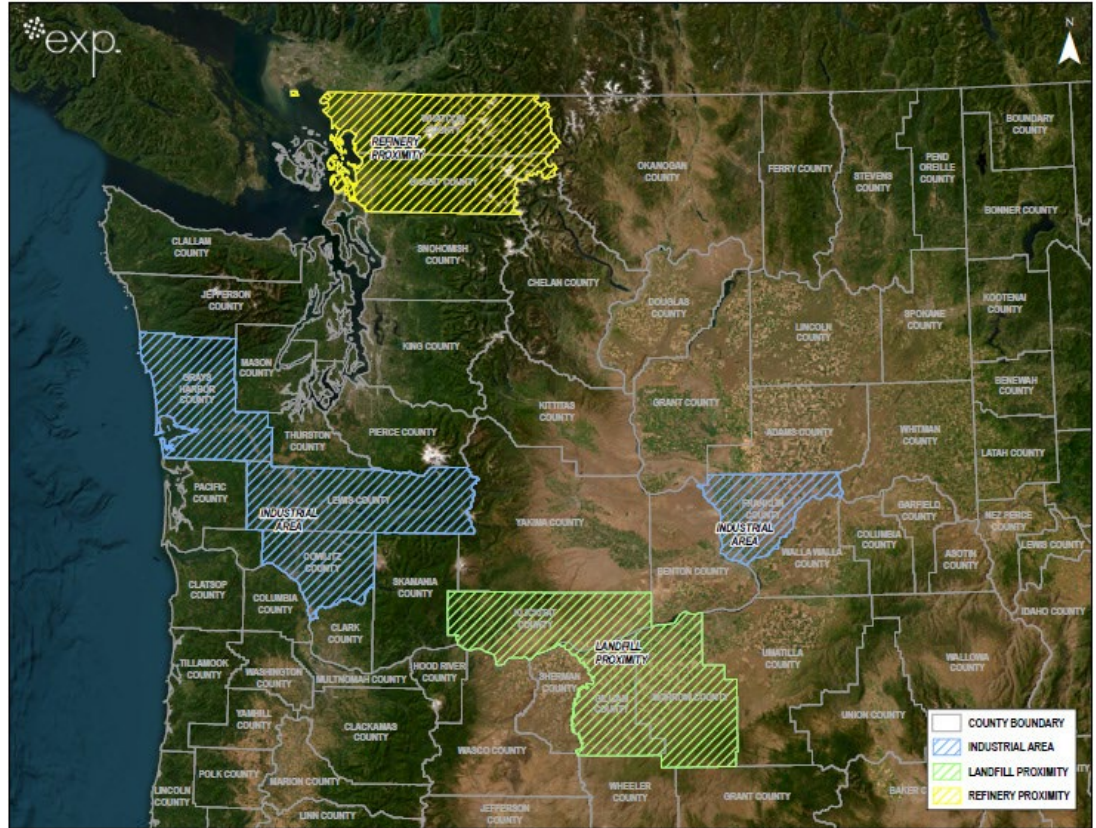 exp.
N
WHATCOM
COUNTY
REFINERY
PROXIMITY
SKAGIT COUNTY
OKANOGAN
COUNTY
FERRY COUNTY
STEVENS
COUNTY
PEND
OREILLE
COUNTY
BOUNDARY
COUNTY
BONNER COUNTY
CLALLAM
COUNTY
SNOHOMISH
COUNTY
CHELAN COUNTY
JEFFERSON
COUNTY
DOUGLAS
COUNTY
LINCOLN
COUNTY
SPOKANE
COUNTY
KOOTENAI
COUNTY
KING COUNTY
MASON
COUNTY
GRAYS
HARBOR
COUNTY
BENEWAH
COUNTY
KITTITAS
COUNTY
GRANT COUNTY
ADAMS COUNTY
WHITMAN
COUNTY
LATAH COUNTY
THURSTON
COUNTY
PIERCE COUNTY
PACIFIC
COUNTY
LEWIS COUNTY
INDUSTRIAL
AREA
YAKIMA COUNTY
FRANKLIN
COUNTY
INDUSTRIAL
AREA
GARFIELD
COUNTY
NEZ PERCE
COUNTY
COLUMBIA
COUNTY
ASOTIN
COUNTY
LEWIS COUNTY
WALLA WALLA
COUNTY
BENTON COUNTY
COWLITZ
COUNTY
SKAMANIA
COUNTY
CLATSOP
COUNTY
COLUMBIA
COUNTY
CLARK
COUNTY
KLICKITAT
COUNTY
IDAHO COUNTY
LANDFILL
PROXIMITY
UMATILLA
COUNTY
WALLOWA
COUNTY
TILLAMOOK
COUNTY
WASHINGTON
COUNTY
MULTNOMAH COUNTY
HOOD RIVER
COUNTY
SHERMAN
COUNTY
GILLIAM
COUNTY
MORROW COUNTY
YAMHILL
COUNTY
CLACKAMAS
COUNTY
WASCO COUNTY
UNION COUNTY
POLK COUNTY
MARION COUNTY
LINCOLN
COUNTY
LINN COUNTY
JEFFERSON
COUNTY
WHEELER
COUNTY
GRANT COUNTY
BAKER
COUNTY BOUNDARY
INDUSTRIAL AREA
LANDFILL PROXIMITY
REFINERY PROXIMITY